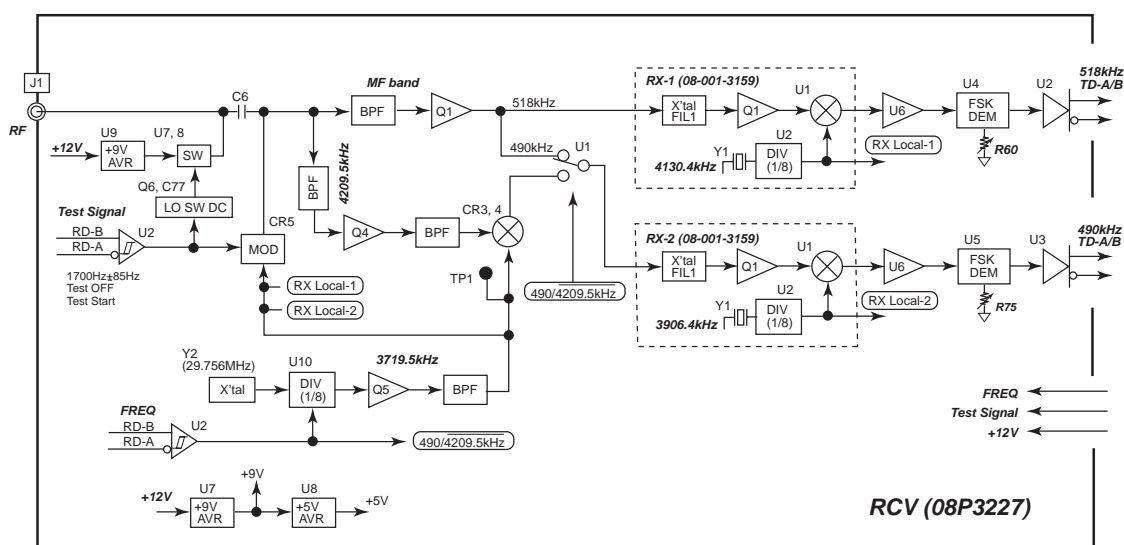 J1
RF
+12V
U9
+9V
AVR
U7, 8
SW
Q6, C77
LO SW DC
Test Signal
RD-B
RD-A
U2
1700Hz±85Hz
Test OFF
Test Start
C6
CR5
MOD
RX Local-1
RX Local-2
MF band
BPF
Q1
518kHz
BPF
4209.5kHz
Q4
BPF
CR3, 4
TP1
490kHz
U1
490/4209.5kHz
RX-1 (08-001-3159)
X'tal
FIL1
Q1
U1
U2
Y1
DIV
(1/8)
4130.4kHz
RX Local-1
U6
U4
FSK
DEM
R60
U2
518kHz
TD-A/B
RX-2 (08-001-3159)
X'tal
FIL1
Q1
U1
U2
Y1
DIV
(1/8)
3906.4kHz
RX Local-2
U6
U5
FSK
DEM
R75
U3
490kHz
TD-A/B
Y2
(29.756MHz)
X'tal
U10
DIV
(1/8)
3719.5kHz
Q5
BPF
FREQ
RD-B
RD-A
U2
490/4209.5kHz
FREQ
Test Signal
+12V
+12V
U7
+9V
AVR
+9V
U8
+5V
AVR
+5V
RCV (08P3227)